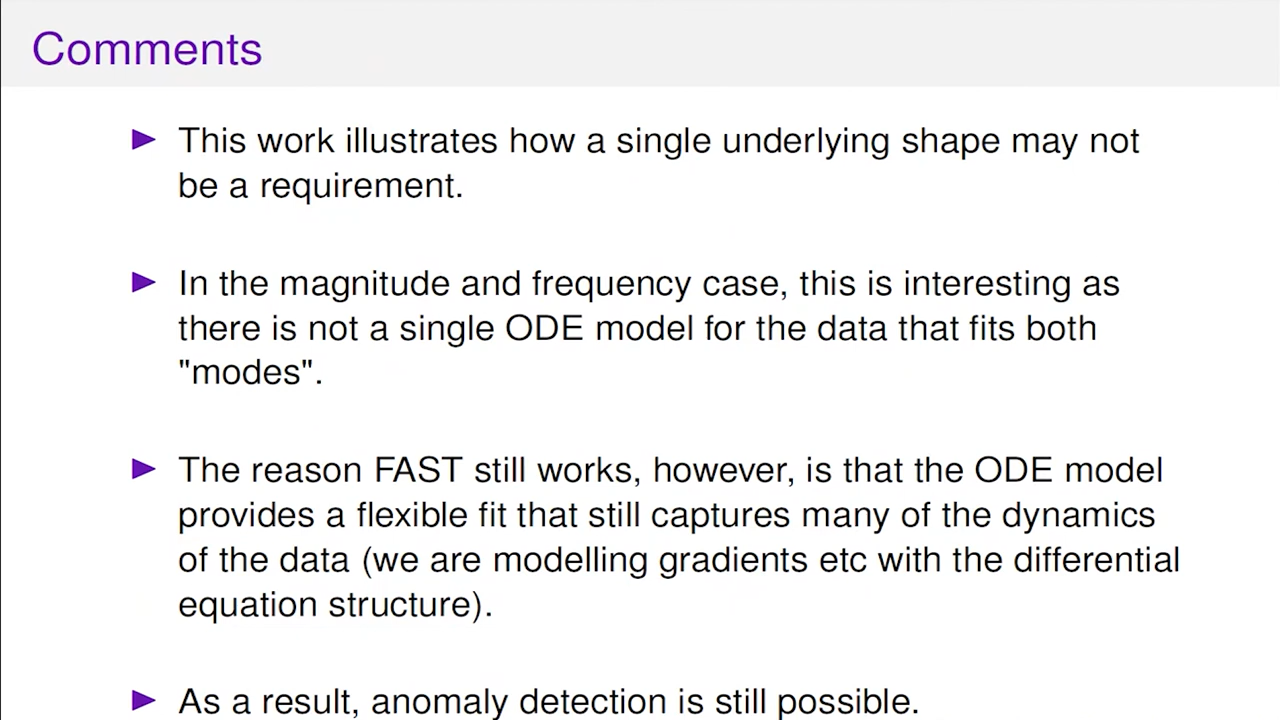 Comments
This work illustrates how a single underlying shape may not
be a requirement.
In the magnitude and frequency case, this is interesting as
there is not a single ODE model for the data that fits both
"modes".
The reason FAST still works, however, is that the ODE model
provides a flexible fit that still captures many of the dynamics
of the data (we are modelling gradients etc with the differential
equation structure).
As a result, anomaly detection is still possible.